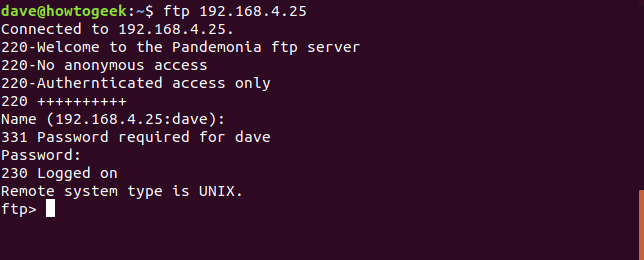 dave@howtogeek:~$ ftp 192.168.4.25
Connected to 192.168.4.25.
220-Welcome to the Pandemonia ftp server
220-No anonymous access
220-Authernticated access only
220 ++++++++++
Name (192.168.4.25:dave):
331 Password required for dave
Password:
230 Logged on
Remote system type is UNIX.
ftp>